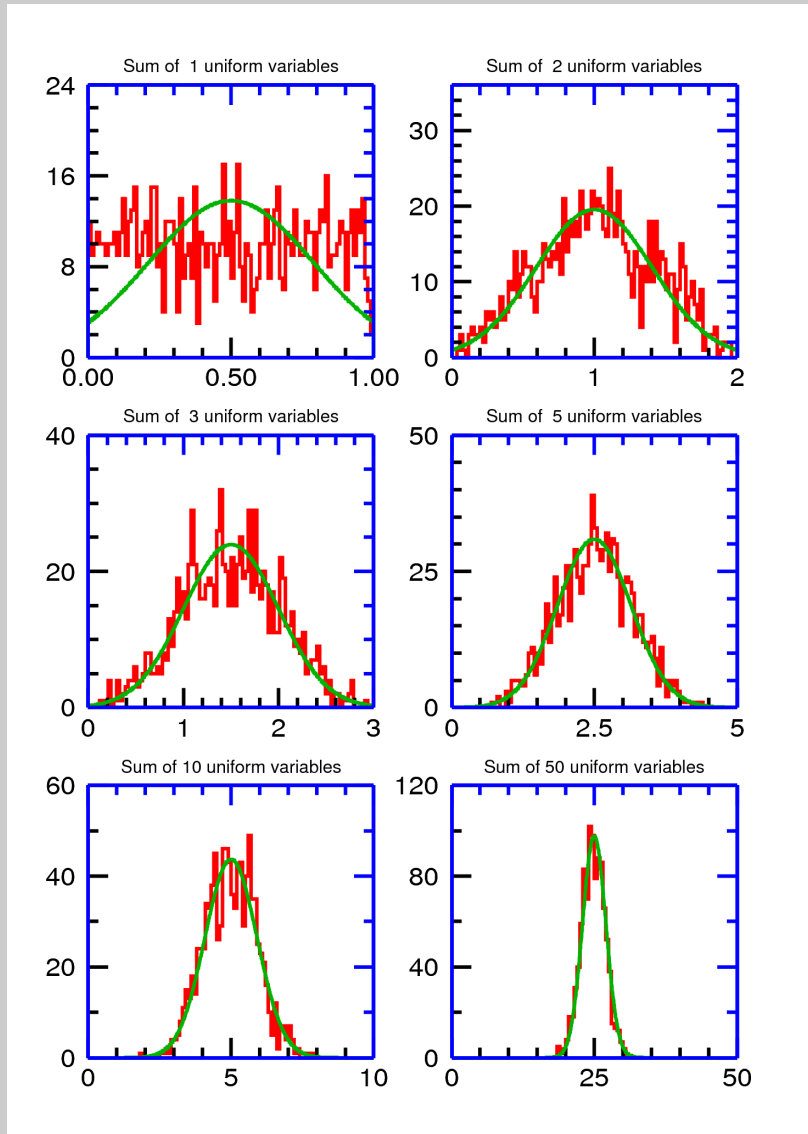 Sum of  1 uniform variables
24
16
8
0
0.00 0.50 1.00
Sum of  2 uniform variables
30
20
10
0
0 1 2
Sum of  3 uniform variables
40
20
0
0 1 2 3
Sum of  5 uniform variables
50
25
0
0 2.5 5
Sum of 10 uniform variables
60
40
20
0
0 5 10
Sum of 50 uniform variables
120
80
40
0
0 25 50